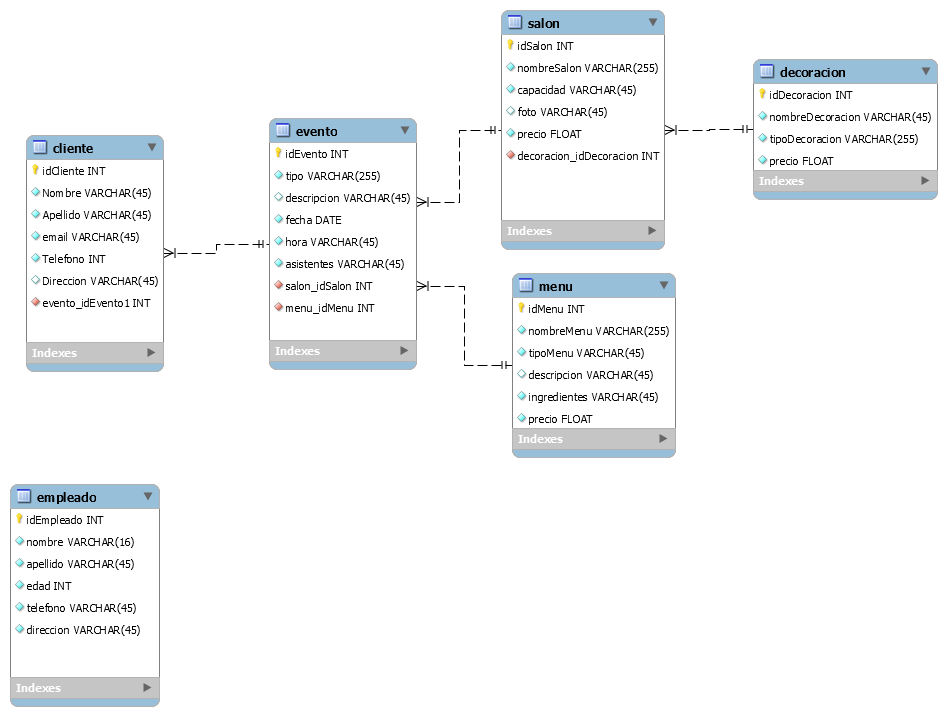 cliente
idCliente INT
Nombre VARCHAR(45)
Apellido VARCHAR(45)
email VARCHAR(45)
Telefono INT
Direccion VARCHAR(45)
evento_idEvento1 INT
Indexes
evento
idEvento INT
tipo VARCHAR(255)
descripcion VARCHAR(45)
fecha DATE
hora VARCHAR(45)
asistentes VARCHAR(45)
salon_idSalon INT
menu_idMenu INT
Indexes
salon
idSalon INT
nombreSalon VARCHAR(255)
capacidad VARCHAR(45)
foto VARCHAR(45)
precio FLOAT
decoracion_idDecoracion INT
Indexes
decoracion
idDecoracion INT
nombreDecoracion VARCHAR(45)
tipoDecoracion VARCHAR(255)
precio FLOAT
Indexes
menu
idMenu INT
nombreMenu VARCHAR(255)
tipoMenu VARCHAR(45)
descripcion VARCHAR(45)
ingredientes VARCHAR(45)
precio FLOAT
Indexes
empleado
idEmpleado INT
nombre VARCHAR(16)
apellido VARCHAR(45)
edad INT
telefono VARCHAR(45)
direccion VARCHAR(45)
Indexes